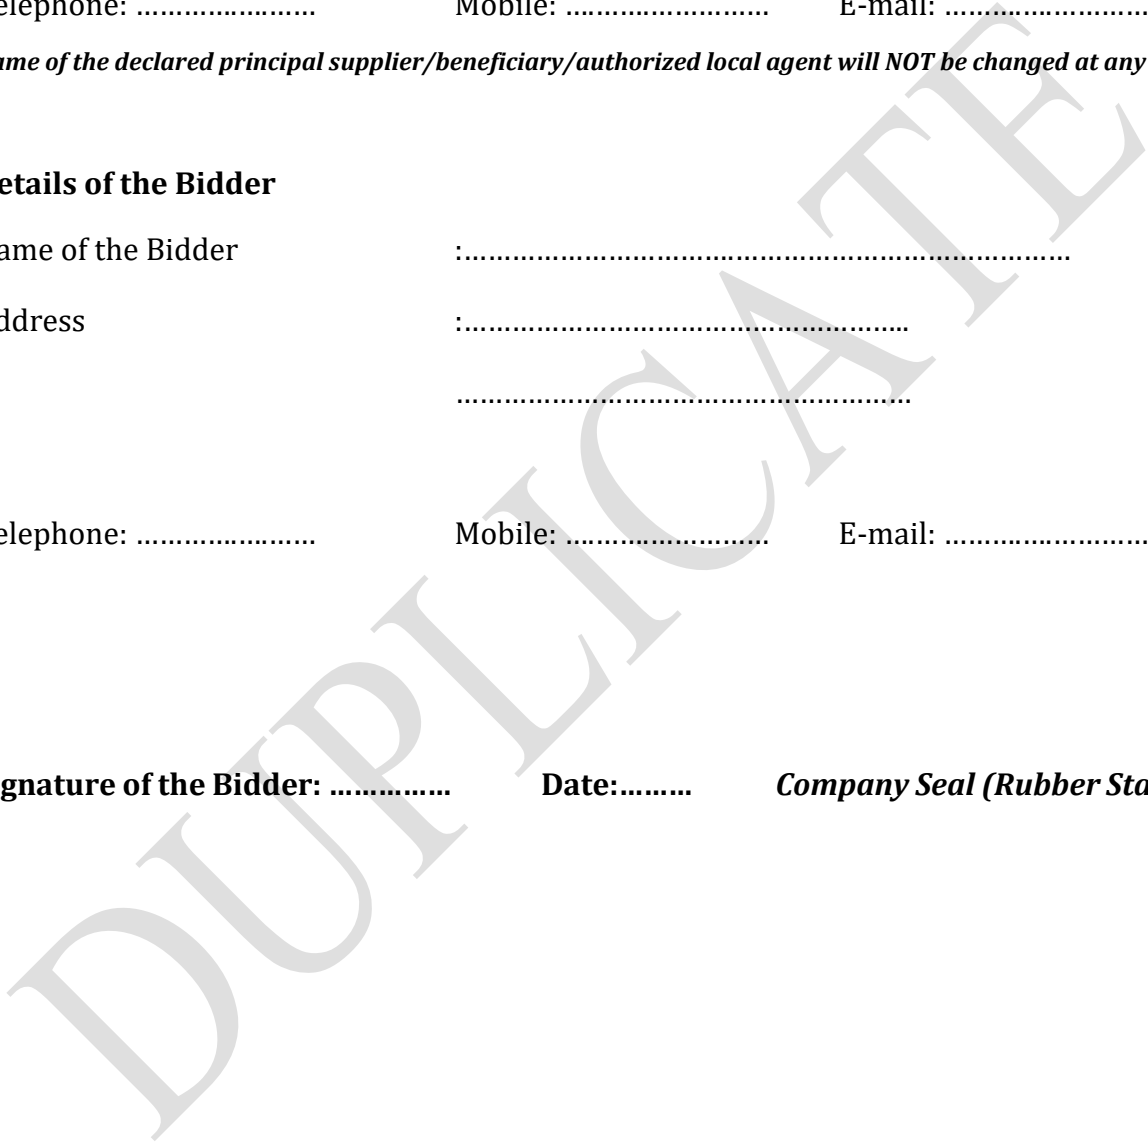 elephone: ………….……… Mobile: ….………………… E-mail: ………….…………
ame of the declared principal supplier/beneficiary/authorized local agent will NOT be changed at any
etails of the Bidder
ame of the Bidder :…………………………….……………………………………
ddress :………………………………………………..
…………………………………………………
elephone: ………….……… Mobile: ….………………… E-mail: ………….…………
gnature of the Bidder: …………… Date:……… Company Seal (Rubber Sta
DUPLICATE